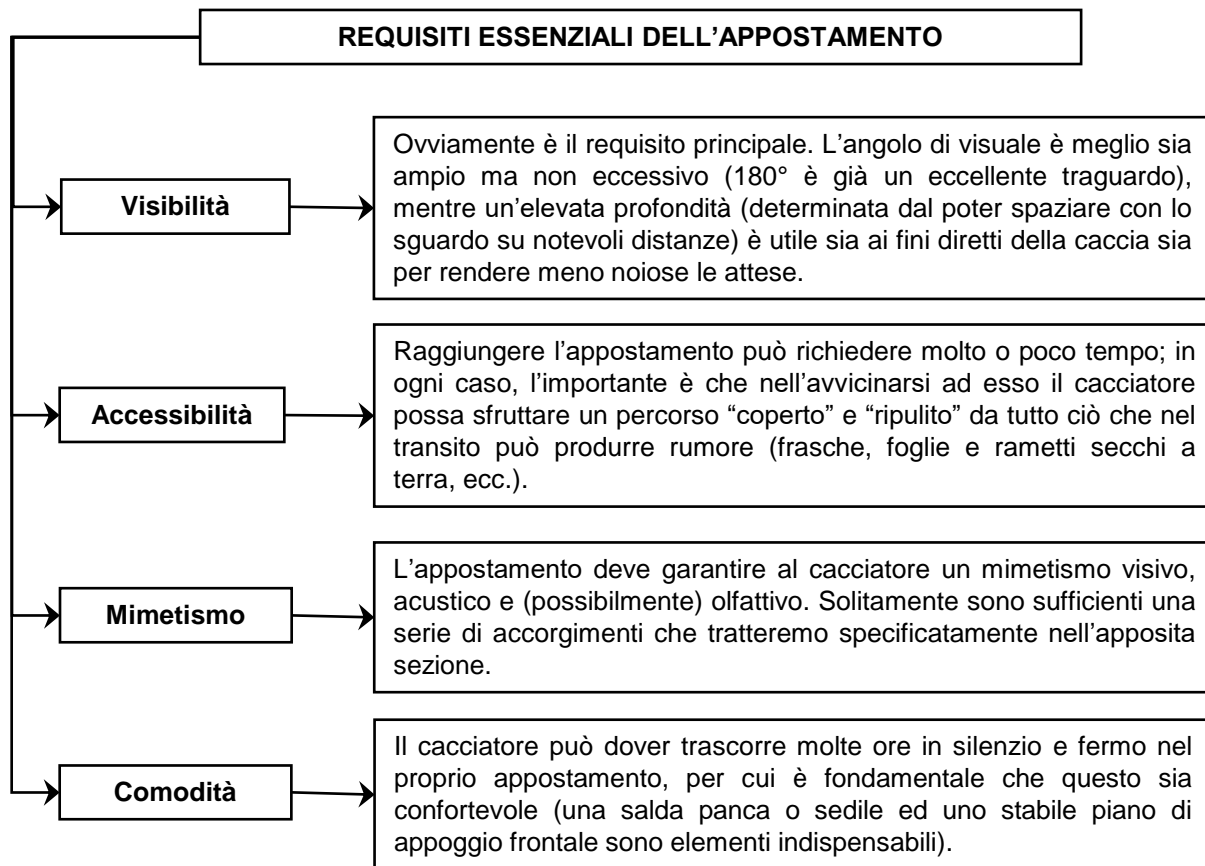 REQUISITI ESSENZIALI DELL’APPOSTAMENTO
Visibilità
Ovviamente è il requisito principale. L’angolo di visuale è meglio sia
ampio ma non eccessivo (180° è già un eccellente traguardo),
mentre un’elevata profondità (determinata dal poter spaziare con lo
sguardo su notevoli distanze) è utile sia ai fini diretti della caccia sia
per rendere meno noiose le attese.
Accessibilità
Raggiungere l’appostamento può richiedere molto o poco tempo; in
ogni caso, l’importante è che nell’avvicinarsi ad esso il cacciatore
possa sfruttare un percorso “coperto” e “ripulito” da tutto ciò che nel
transito può produrre rumore (frasche, foglie e rametti secchi a
terra, ecc.).
Mimetismo
L’appostamento deve garantire al cacciatore un mimetismo visivo,
acustico e (possibilmente) olfattivo. Solitamente sono sufficienti una
serie di accorgimenti che tratteremo specificatamente nell’apposita
sezione.
Comodità
Il cacciatore può dover trascorre molte ore in silenzio e fermo nel
proprio appostamento, per cui è fondamentale che questo sia
confortevole (una salda panca o sedile ed uno stabile piano di
appoggio frontale sono elementi indispensabili).